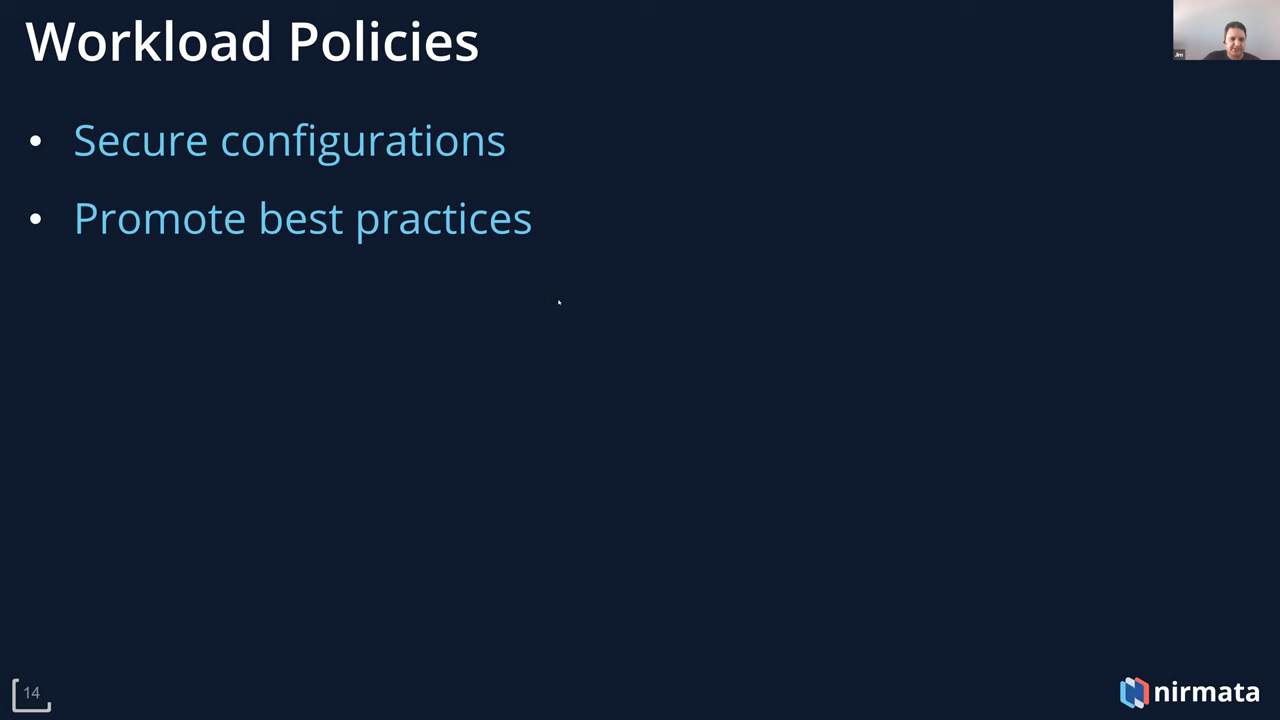 Workload Policies
• Secure configurations
• Promote best practices
14
nirmata